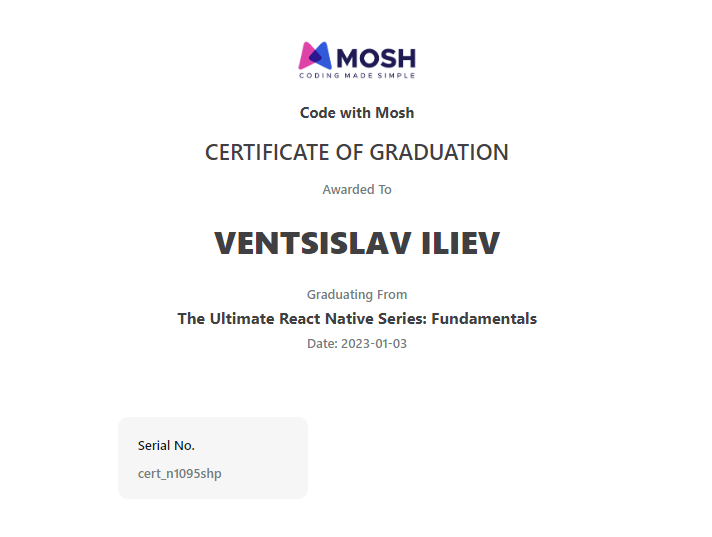 MOSH
CODING MADE SIMPLE
Code with Mosh
CERTIFICATE OF GRADUATION
Awarded To
VENTSISLAV ILIEV
Graduating From
The Ultimate React Native Series: Fundamentals
Date: 2023-01-03
Serial No.
cert_n1095shp